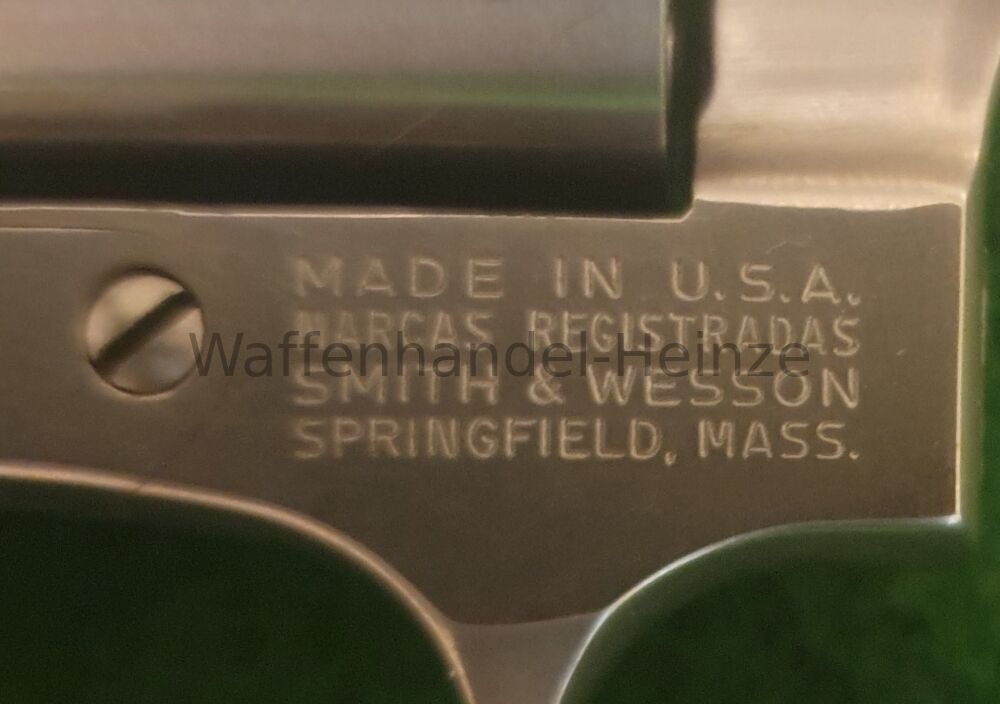 MADE IN U.S.A.
MARCAS REGISTRADAS
Waffenhandel-Heinze
SMITH & WESSON
SPRINGFIELD, MASS.